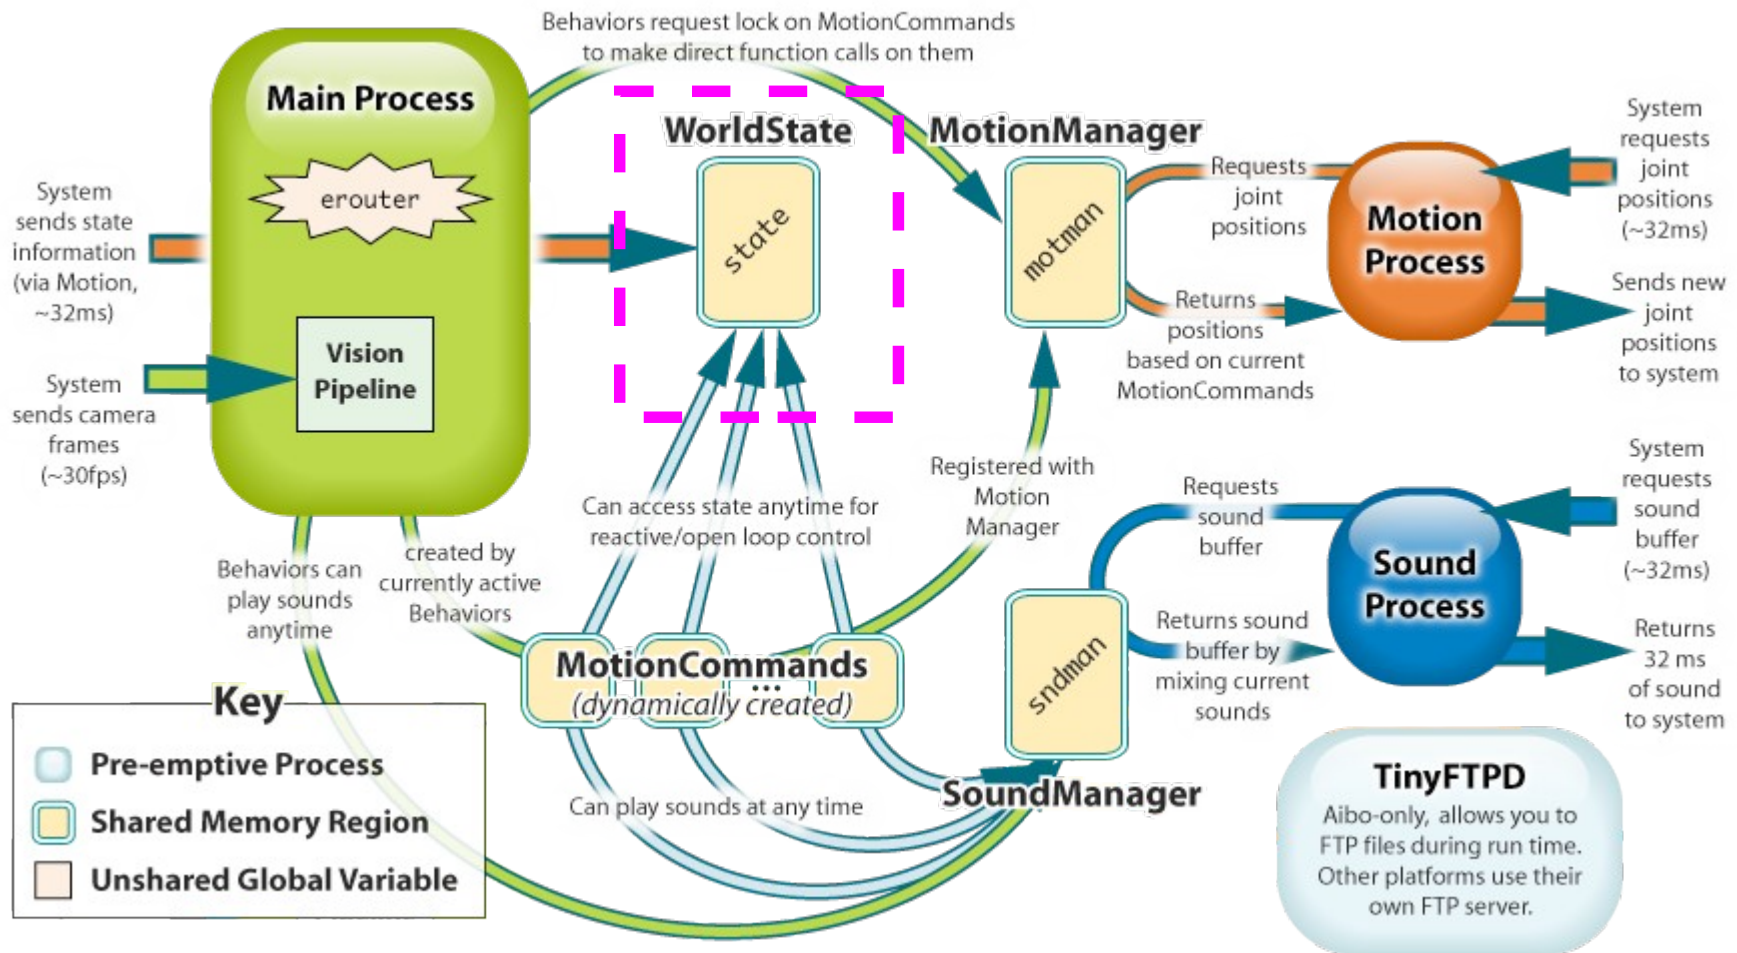 Behaviors request lock on MotionCommands
to make direct function calls on them
Main Process
erouter
Vision
Pipeline
System
sends state
information
(via Motion,
~32ms)
System
sends camera
frames
(~30fps)
WorldState
state
MotionManager
motman
Requests
joint
positions
Returns
positions
based on current
MotionCommands
Motion
Process
System
requests
joint
positions
(~32ms)
Sends new
joint
positions
to system
Can access state anytime for
reactive/open loop control
Registered with
Motion
Manager
Behaviors can
play sounds
anytime
created by
currently active
Behaviors
MotionCommands
...
(dynamically created)
Can play sounds at any time
sndman
SoundManager
Requests
sound
buffer
Returns sound
buffer by
mixing current
sounds
Sound
Process
System
requests
sound
buffer
(~32ms)
Returns
32 ms
of sound
to system
Key
Pre-emptive Process
Shared Memory Region
Unshared Global Variable
TinyFTPD
Aibo-only, allows you to
FTP files during run time.
Other platforms use their
own FTP server.